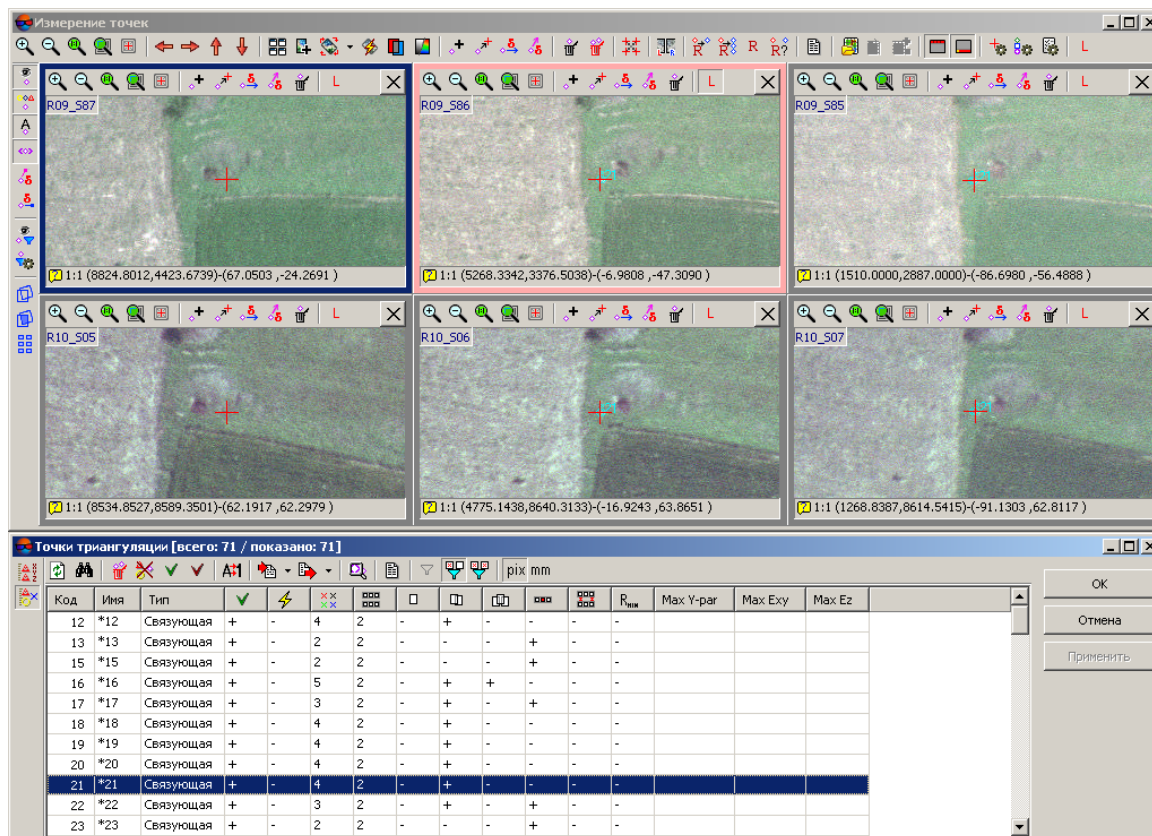 Измерение точек
R R R R?
L
L
L
L
R09_S87
R09_S86
R09_S85
A
21
1:1 (8824.8012,4423.6739)-(67.0503 ,-24.2691 )
1:1 (5268.3342,3376.5038)-(-6.9808 ,-47.3090 )
1:1 (1510.0000,2887.0000)-(-86.6980 ,-56.4888 )
L
L
L
R10_S05
R10_S06
R10_S07
21
21
1:1 (8534.8527,8589.3501)-(62.1917 ,62.2979 )
1:1 (4775.1438,8640.3133)-(-16.9243 ,63.8651 )
1:1 (1268.8387,8614.5415)-(-91.1303 ,62.8117 )
Точки триангуляции [всего: 71 / показано: 71]
pix mm
Код Имя Тип Rмин Max Y-par Max Exy Max Ez
12 *12 Связующая + - 4 2 - + - - - -
13 *13 Связующая + - 2 2 - - - + - -
15 *15 Связующая + - 2 2 - - - + - -
16 *16 Связующая + - 5 2 - + + - - -
17 *17 Связующая + - 3 2 - + - + - -
18 *18 Связующая + - 4 2 - + - - - -
19 *19 Связующая + - 4 2 - + - - - -
20 *20 Связующая + - 4 2 - + - - - -
21 *21 Связующая + - 4 2 - + - - - -
22 *22 Связующая + - 3 2 - + - + - -
23 *23 Связующая + - 2 2 - - - + - -
OK
Отмена
Применить